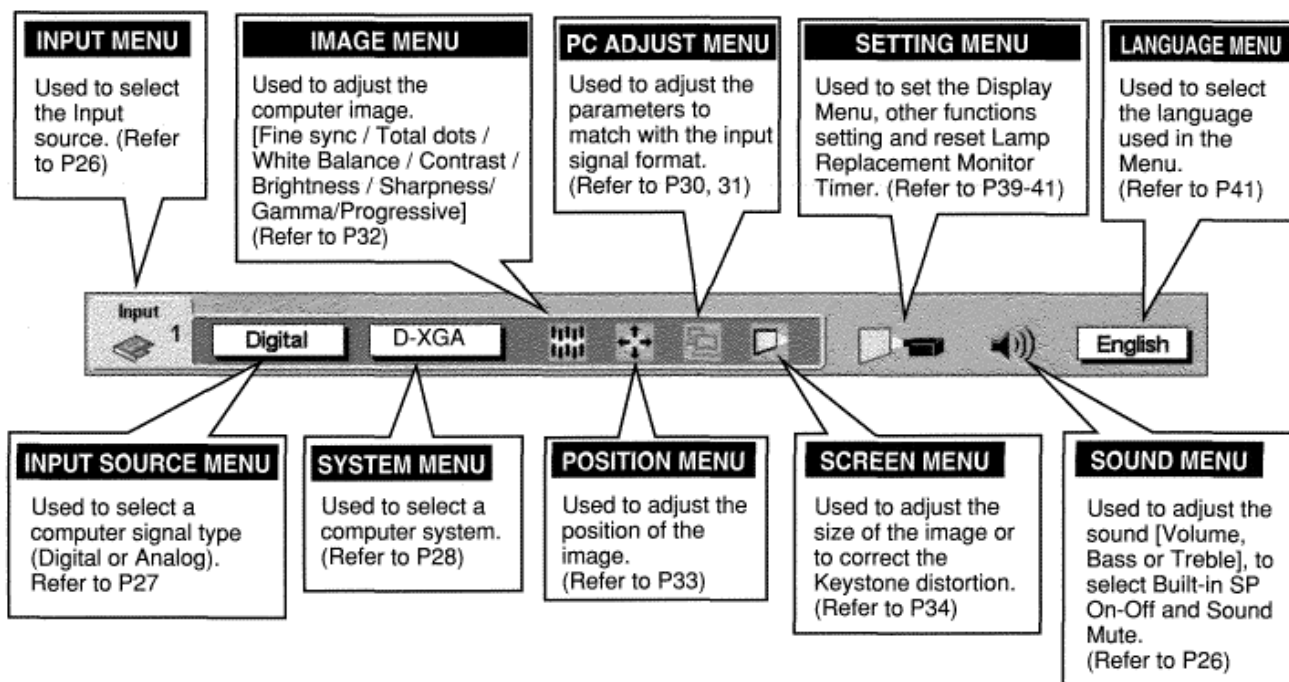 INPUT MENU
Used to select
the Input
source. (Refer
to P26)
IMAGE MENU
Used to adjust the
computer image.
[Fine sync / Total dots /
White Balance / Contrast /
Brightness / Sharpness/
Gamma/Progressive]
(Refer to P32)
PC ADJUST MENU
Used to adjust the
parameters to
match with the input
signal format.
(Refer to P30, 31)
SETTING MENU
Used to set the Display
Menu, other functions
setting and reset Lamp
Replacement Monitor
Timer. (Refer to P39-41)
LANGUAGE MENU
Used to select
the language
used in the
Menu.
(Refer to P41)
Input
1
Digital
D-XGA
English
INPUT SOURCE MENU
Used to select a
computer signal type
(Digital or Analog).
Refer to P27
SYSTEM MENU
Used to select a
computer system.
(Refer to P28)
POSITION MENU
Used to adjust the
position of the
image.
(Refer to P33)
SCREEN MENU
Used to adjust the
size of the image or
to correct the
Keystone distortion.
(Refer to P34)
SOUND MENU
Used to adjust the
sound [Volume,
Bass or Treble], to
select Built-in SP
On-Off and Sound
Mute.
(Refer to P26)